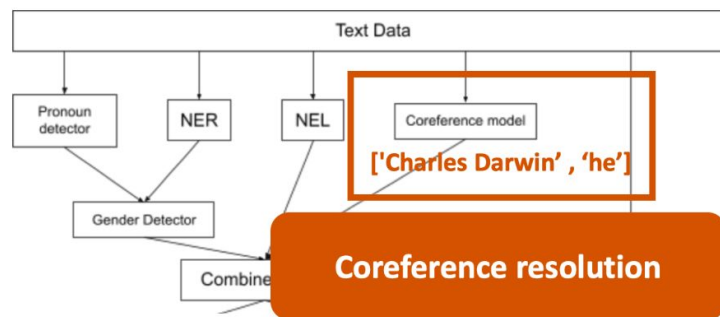 Text Data
Pronoun
detector
NER
NEL
Coreference model
['Charles Darwin’ , ‘he’]
Gender Detector
Combine
Coreference resolution